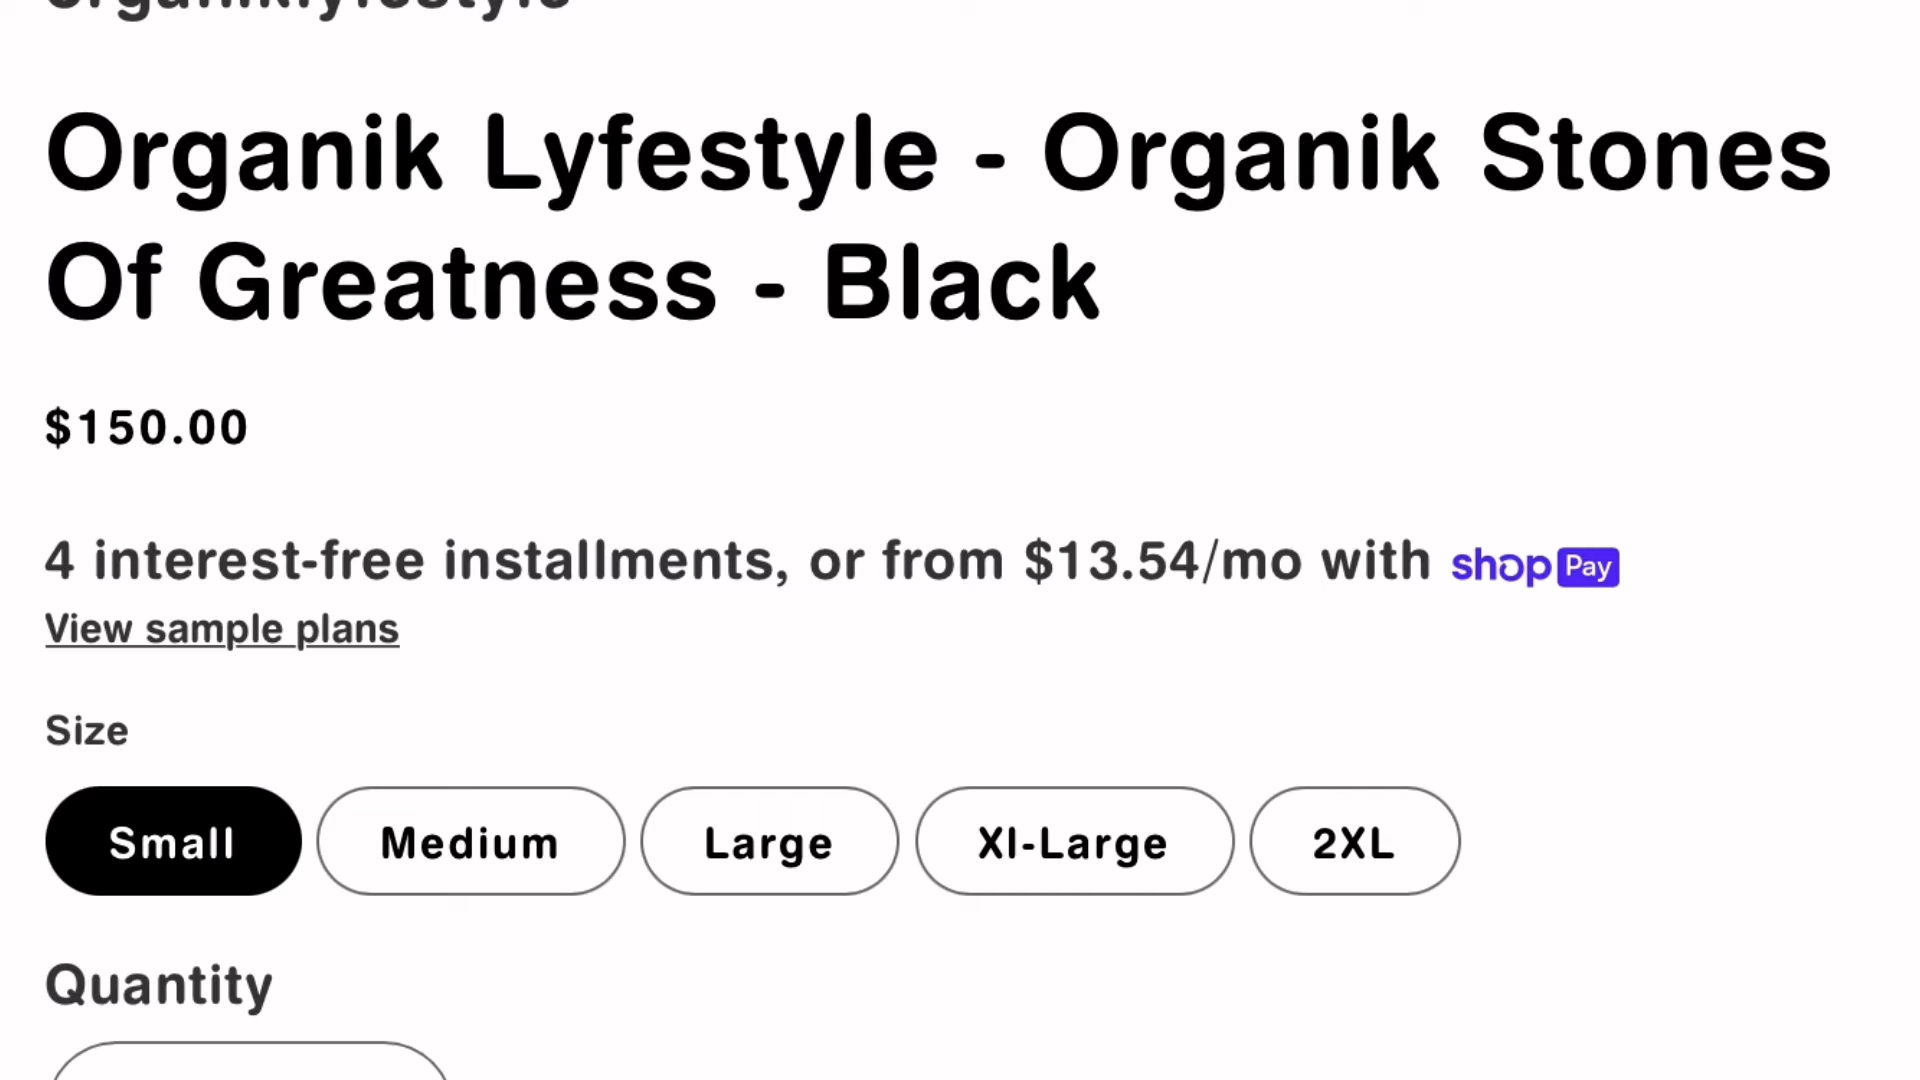 organiklyfestyle
Organik Lyfestyle - Organik Stones
Of Greatness - Black
$150.00
4 interest-free installments, or from $13.54/mo with shop Pay
View sample plans
Size
Small Medium Large Xl-Large 2XL
Quantity